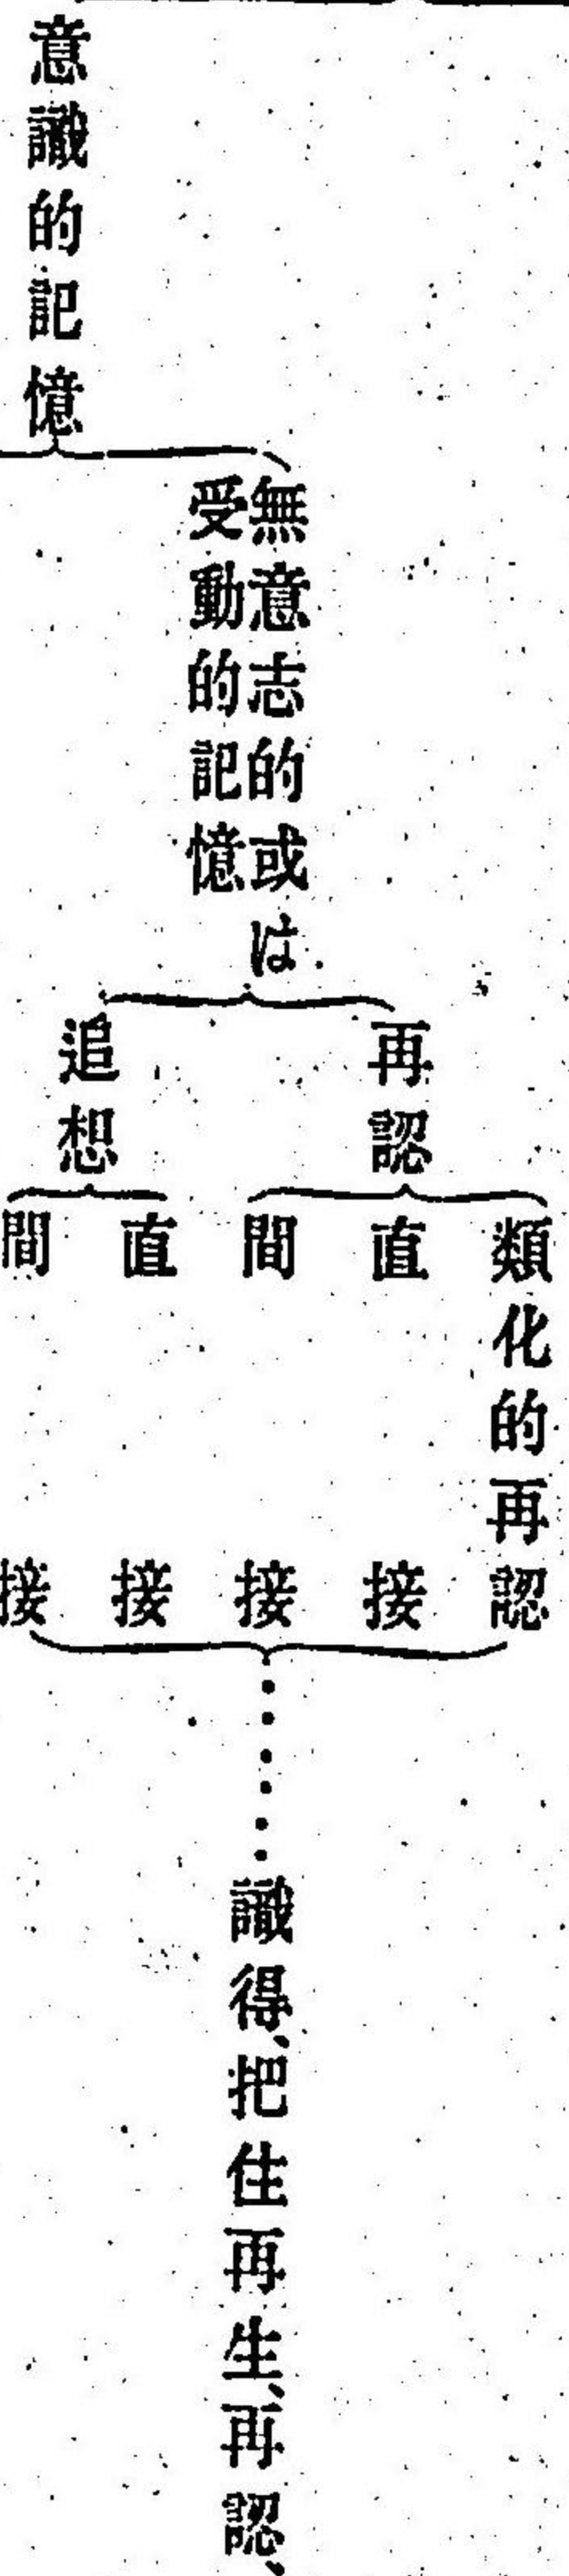 意識的記憶
無意志的或は
受動的記憶
再認
類化的再認
直接
間接
追想
直接
間接
……識得、把住再生、再認、